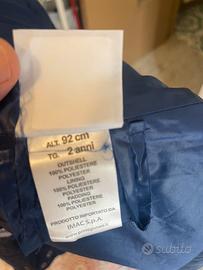 ALT. 92 cm
TG. 2 anni
OUTSHELL
100% POLIESTERE
POLYESTER
LINING
100% POLIESTERE
POLYESTER
PADDING
100% POLIESTERE
POLYESTER
PRODOTTO IMPORTATO DA
IMAC S.p.A.
subito